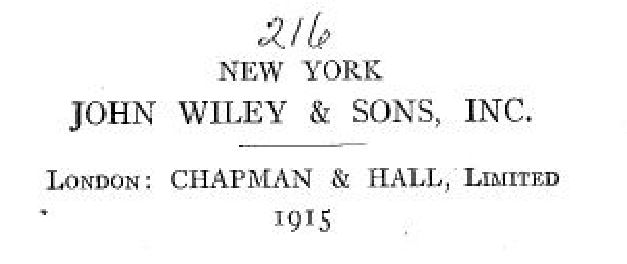 216
NEW YORK
JOHN WILEY & SONS, INC.
LONDON: CHAPMAN & HALL, LIMITED
1915